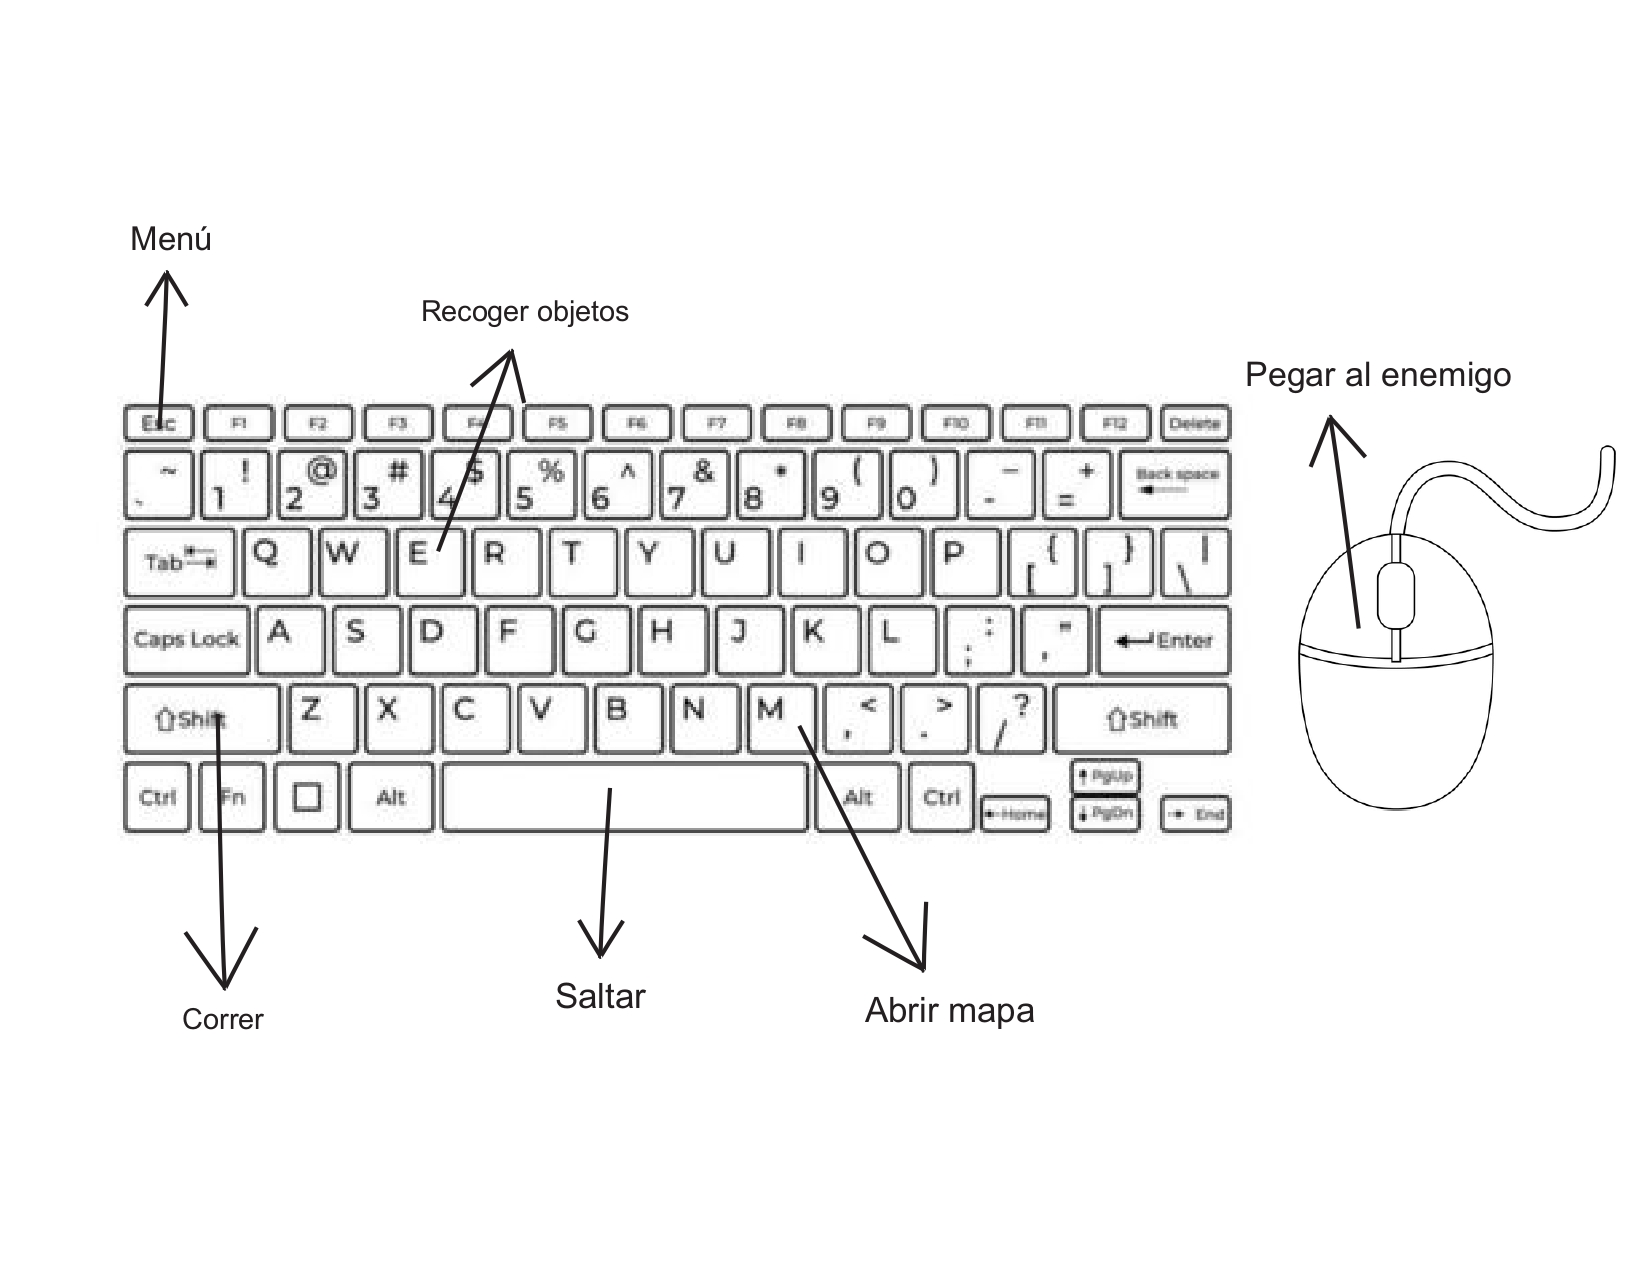 Menú
Recoger objetos
Pegar al enemigo
Esc F1 F2 F3 F4 F5 F6 F7 F8 F9 F10 F11 F12 Delete
~ ` ! 1 @ 2 # 3 $ 4 % 5 ^ 6 & 7 * 8 ( 9 ) 0 _ - + = Back space
Tab Q W E R T Y U I O P { [ } ] | \
Caps Lock A S D F G H J K L : ; " ' Enter
Shift Z X C V B N M < , > . ? / Shift
Ctrl Fn Alt Alt Ctrl Home PgUp PgDn End
Correr
Saltar
Abrir mapa